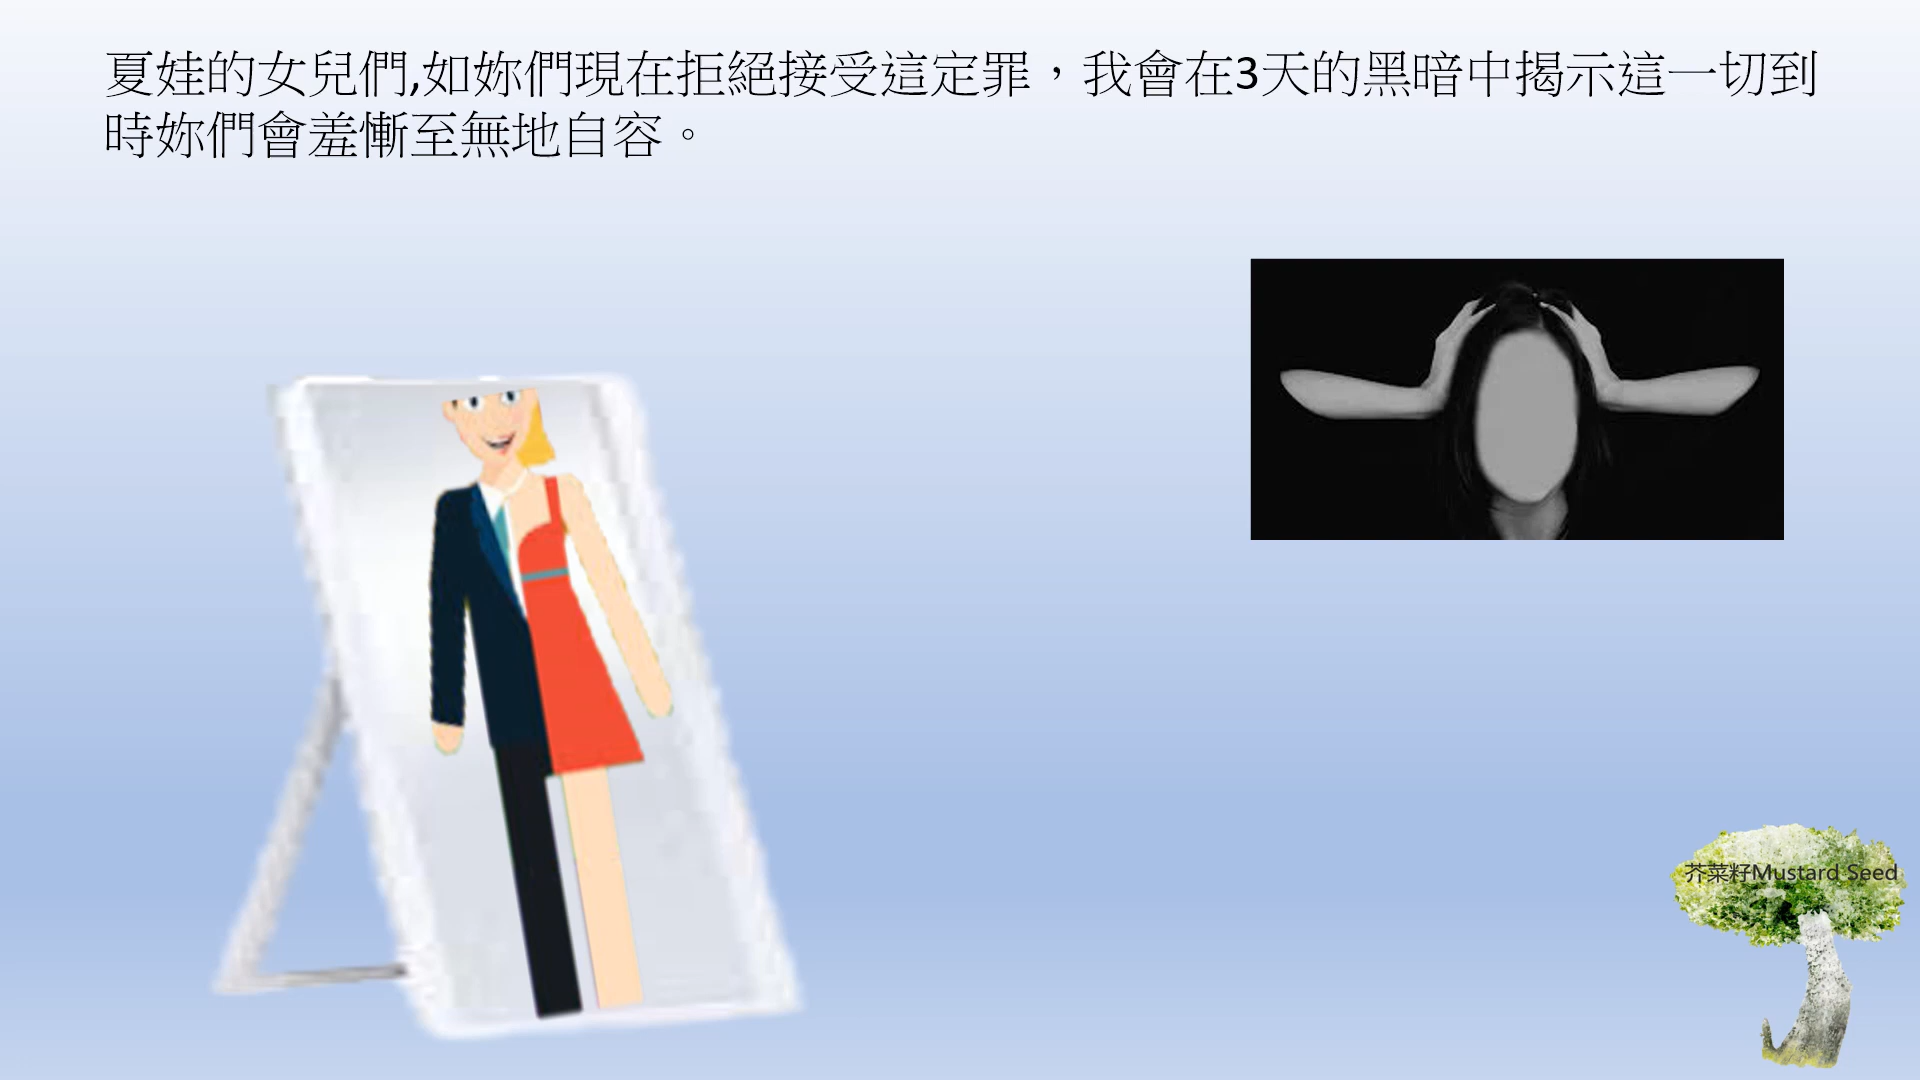 夏娃的女兒們,如妳們現在拒絕接受這定罪，我會在3天的黑暗中揭示這一切到
時妳們會羞慚至無地自容。
芥菜籽Mustard Seed